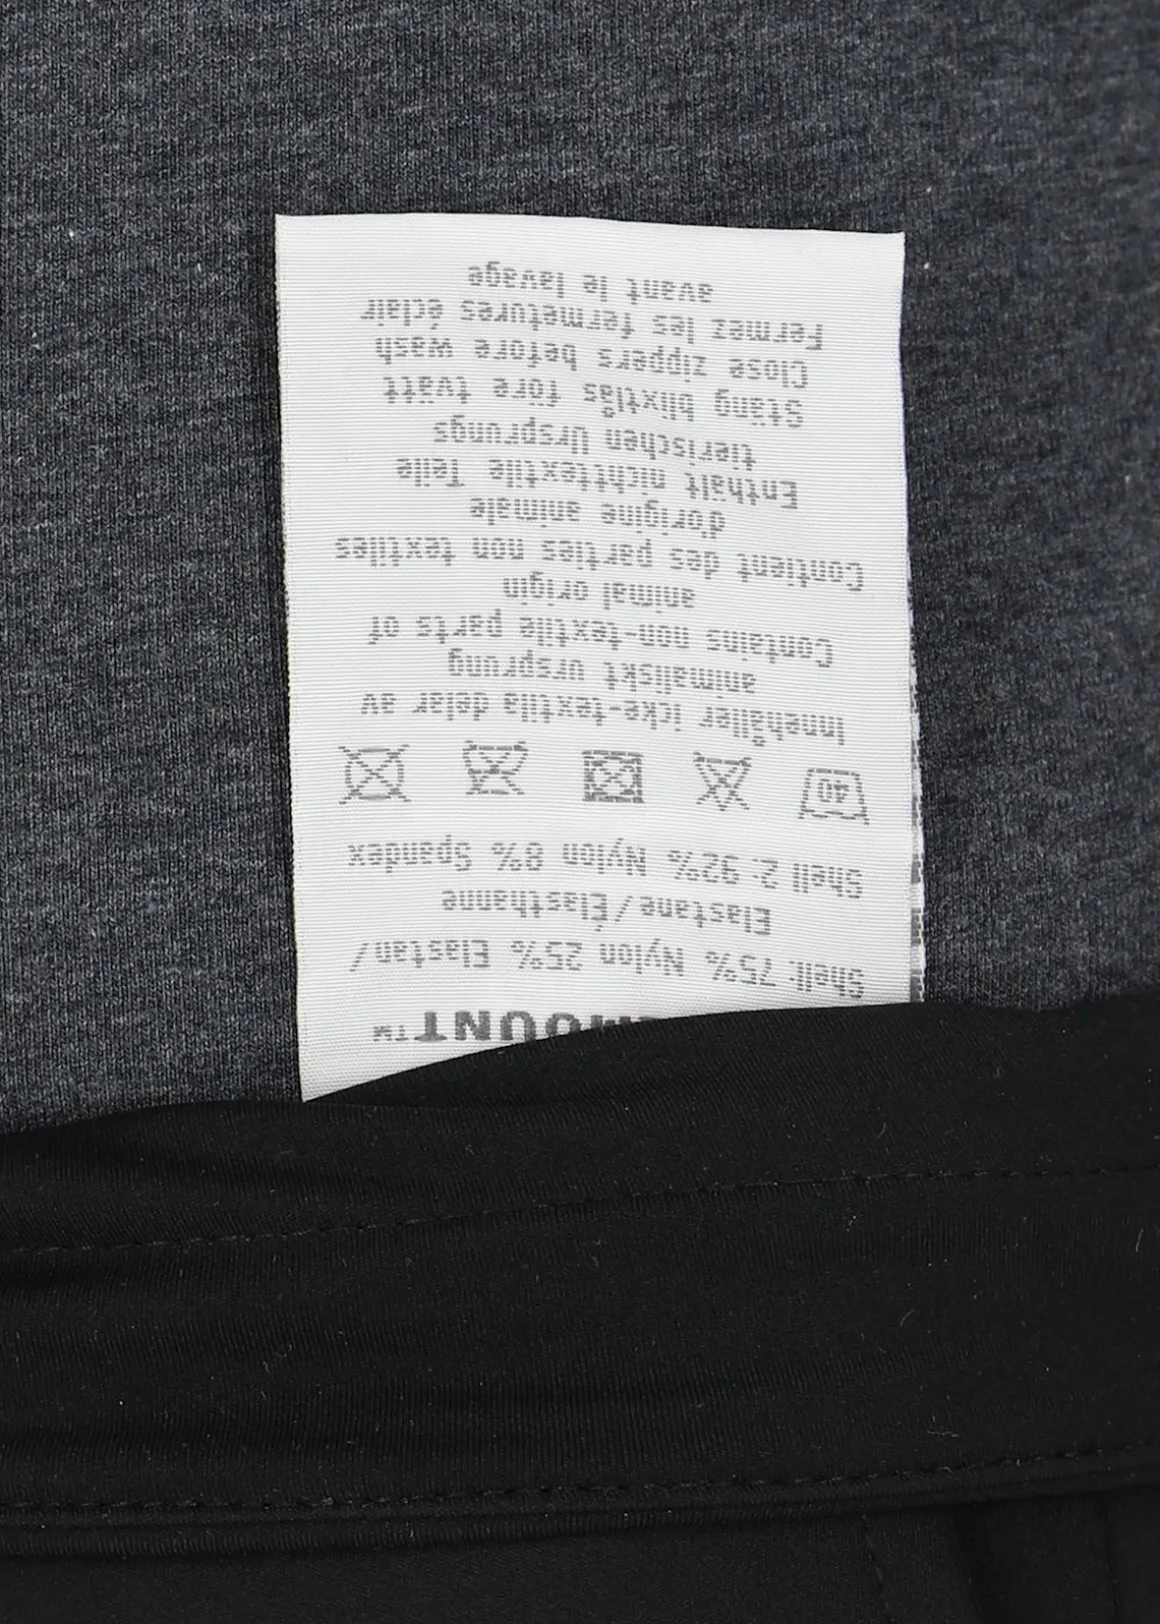 MOUNT™
Shell: 75% Nylon 25% Elastan/
Elastane/Élasthanne
Shell 2: 92% Nylon 8% Spandex
40
Innehåller icke-textila delar av
animaliskt ursprung
Contains non-textile parts of
animal origin
Contient des parties non textiles
d'origine animale
Enthält nichttextile Teile
tierischen Ursprungs
Stäng blixtlås före tvätt
Close zippers before wash
Fermez les fermetures éclair
avant le lavage